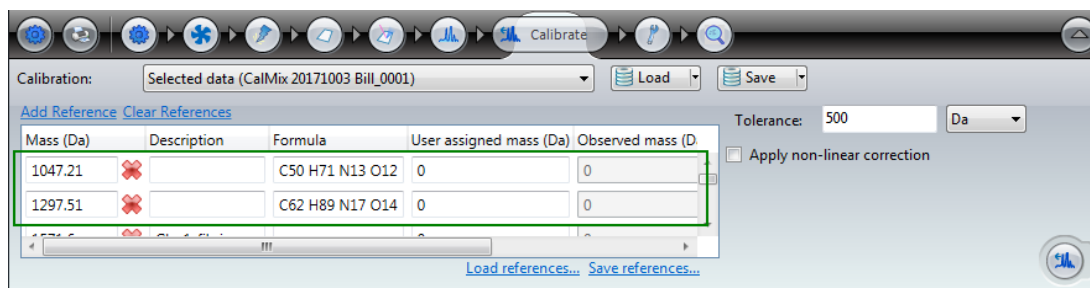 Calibrate
Calibration: Selected data (CalMix 20171003 Bill_0001) Load Save
Add Reference Clear References
Tolerance: 500 Da
Mass (Da) Description Formula User assigned mass (Da) Observed mass (D
Apply non-linear correction
1047.21 C50 H71 N13 O12 0 0
1297.51 C62 H89 N17 O14 0 0
Load references... Save references...